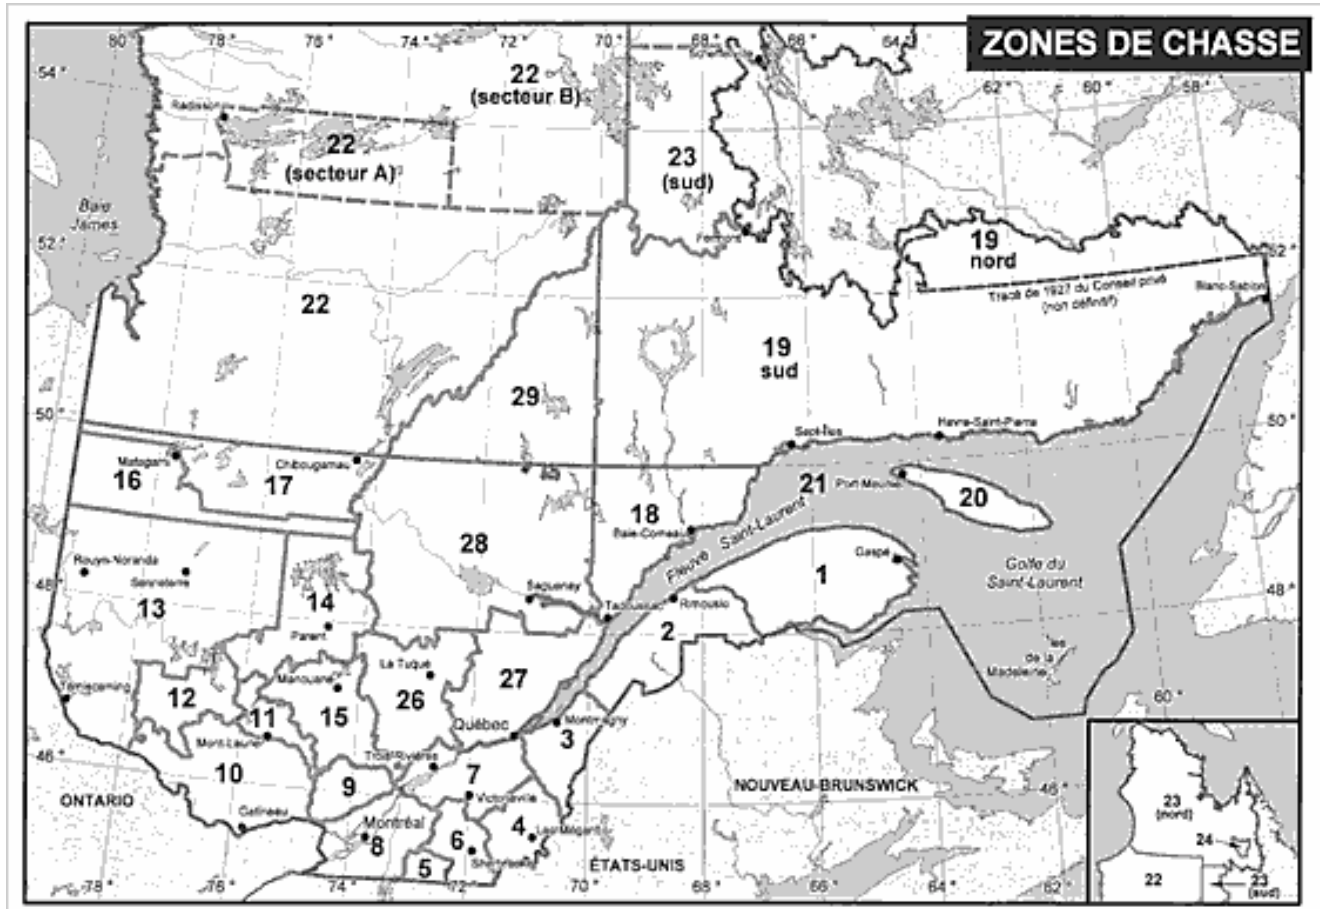 ZONES DE CHASSE
80 °
78 °
76 °
74 °
72 °
70 °
68 °
66 °
64 °
62 °
60 °
58 °
54 °
22
(secteur B)
Radisson
22
(secteur A)
23
(sud)
Baie
James
52 °
Fermont
19
nord
52 °
Tracé de 1927 du Conseil privé
(non définitif)
Blanc-Sablon
22
19
sud
29
50 °
50 °
Sept-Îles
Havre-Saint-Pierre
Matagami
Chibougamau
16
17
21
Port-Menier
20
18
Baie-Comeau
Fleuve Saint-Laurent
28
Gaspé
Golfe du
Saint-Laurent
1
Rouyn-Noranda
Senneterre
48 °
48 °
13
14
Saguenay
Tadoussac
Rimouski
2
Parent
La Tuque
Îles
de la
Madeleine
Manouane
27
Témiscaming
12
11
15
26
60 °
Québec
Montmagny
3
Mont-Laurier
46 °
Trois-Rivières
10
9
7
NOUVEAU-BRUNSWICK
46 °
ONTARIO
Victoriaville
Gatineau
Montréal
8
6
4
Lac-Mégantic
Sherbrooke
5
ÉTATS-UNIS
78 °
76 °
74 °
72 °
70 °
66 °
64 °
62 °
23
(nord)
24
22
23
(sud)